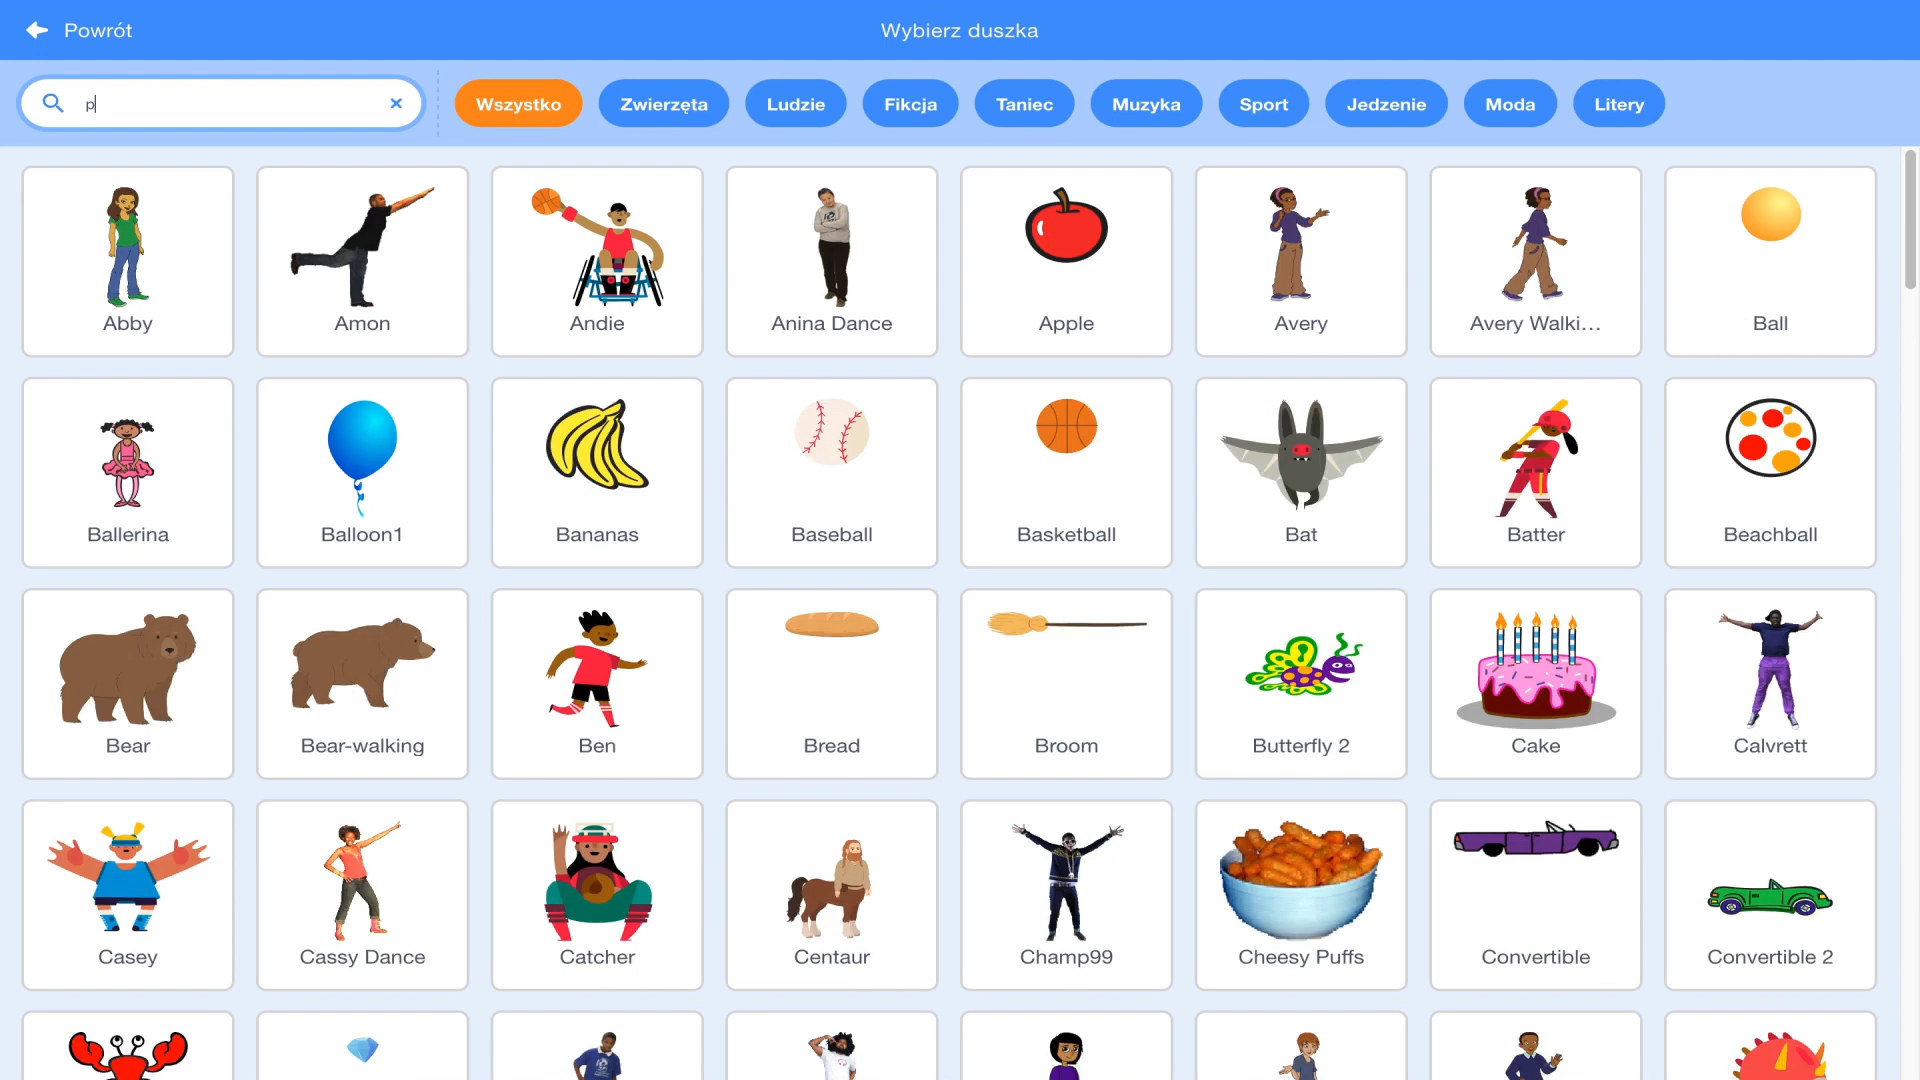 Powrót
Wybierz duszka
p
Wszystko
Zwierzęta
Ludzie
Fikcja
Taniec
Muzyka
Sport
Jedzenie
Moda
Litery
Abby
Amon
Andie
Anina Dance
Apple
Avery
Avery Walki...
Ball
Ballerina
Balloon1
Bananas
Baseball
Basketball
Bat
Batter
Beachball
Bear
Bear-walking
Ben
Bread
Broom
Butterfly 2
Cake
Calvrett
Casey
Cassy Dance
Catcher
Centaur
Champ99
Cheesy Puffs
Convertible
Convertible 2